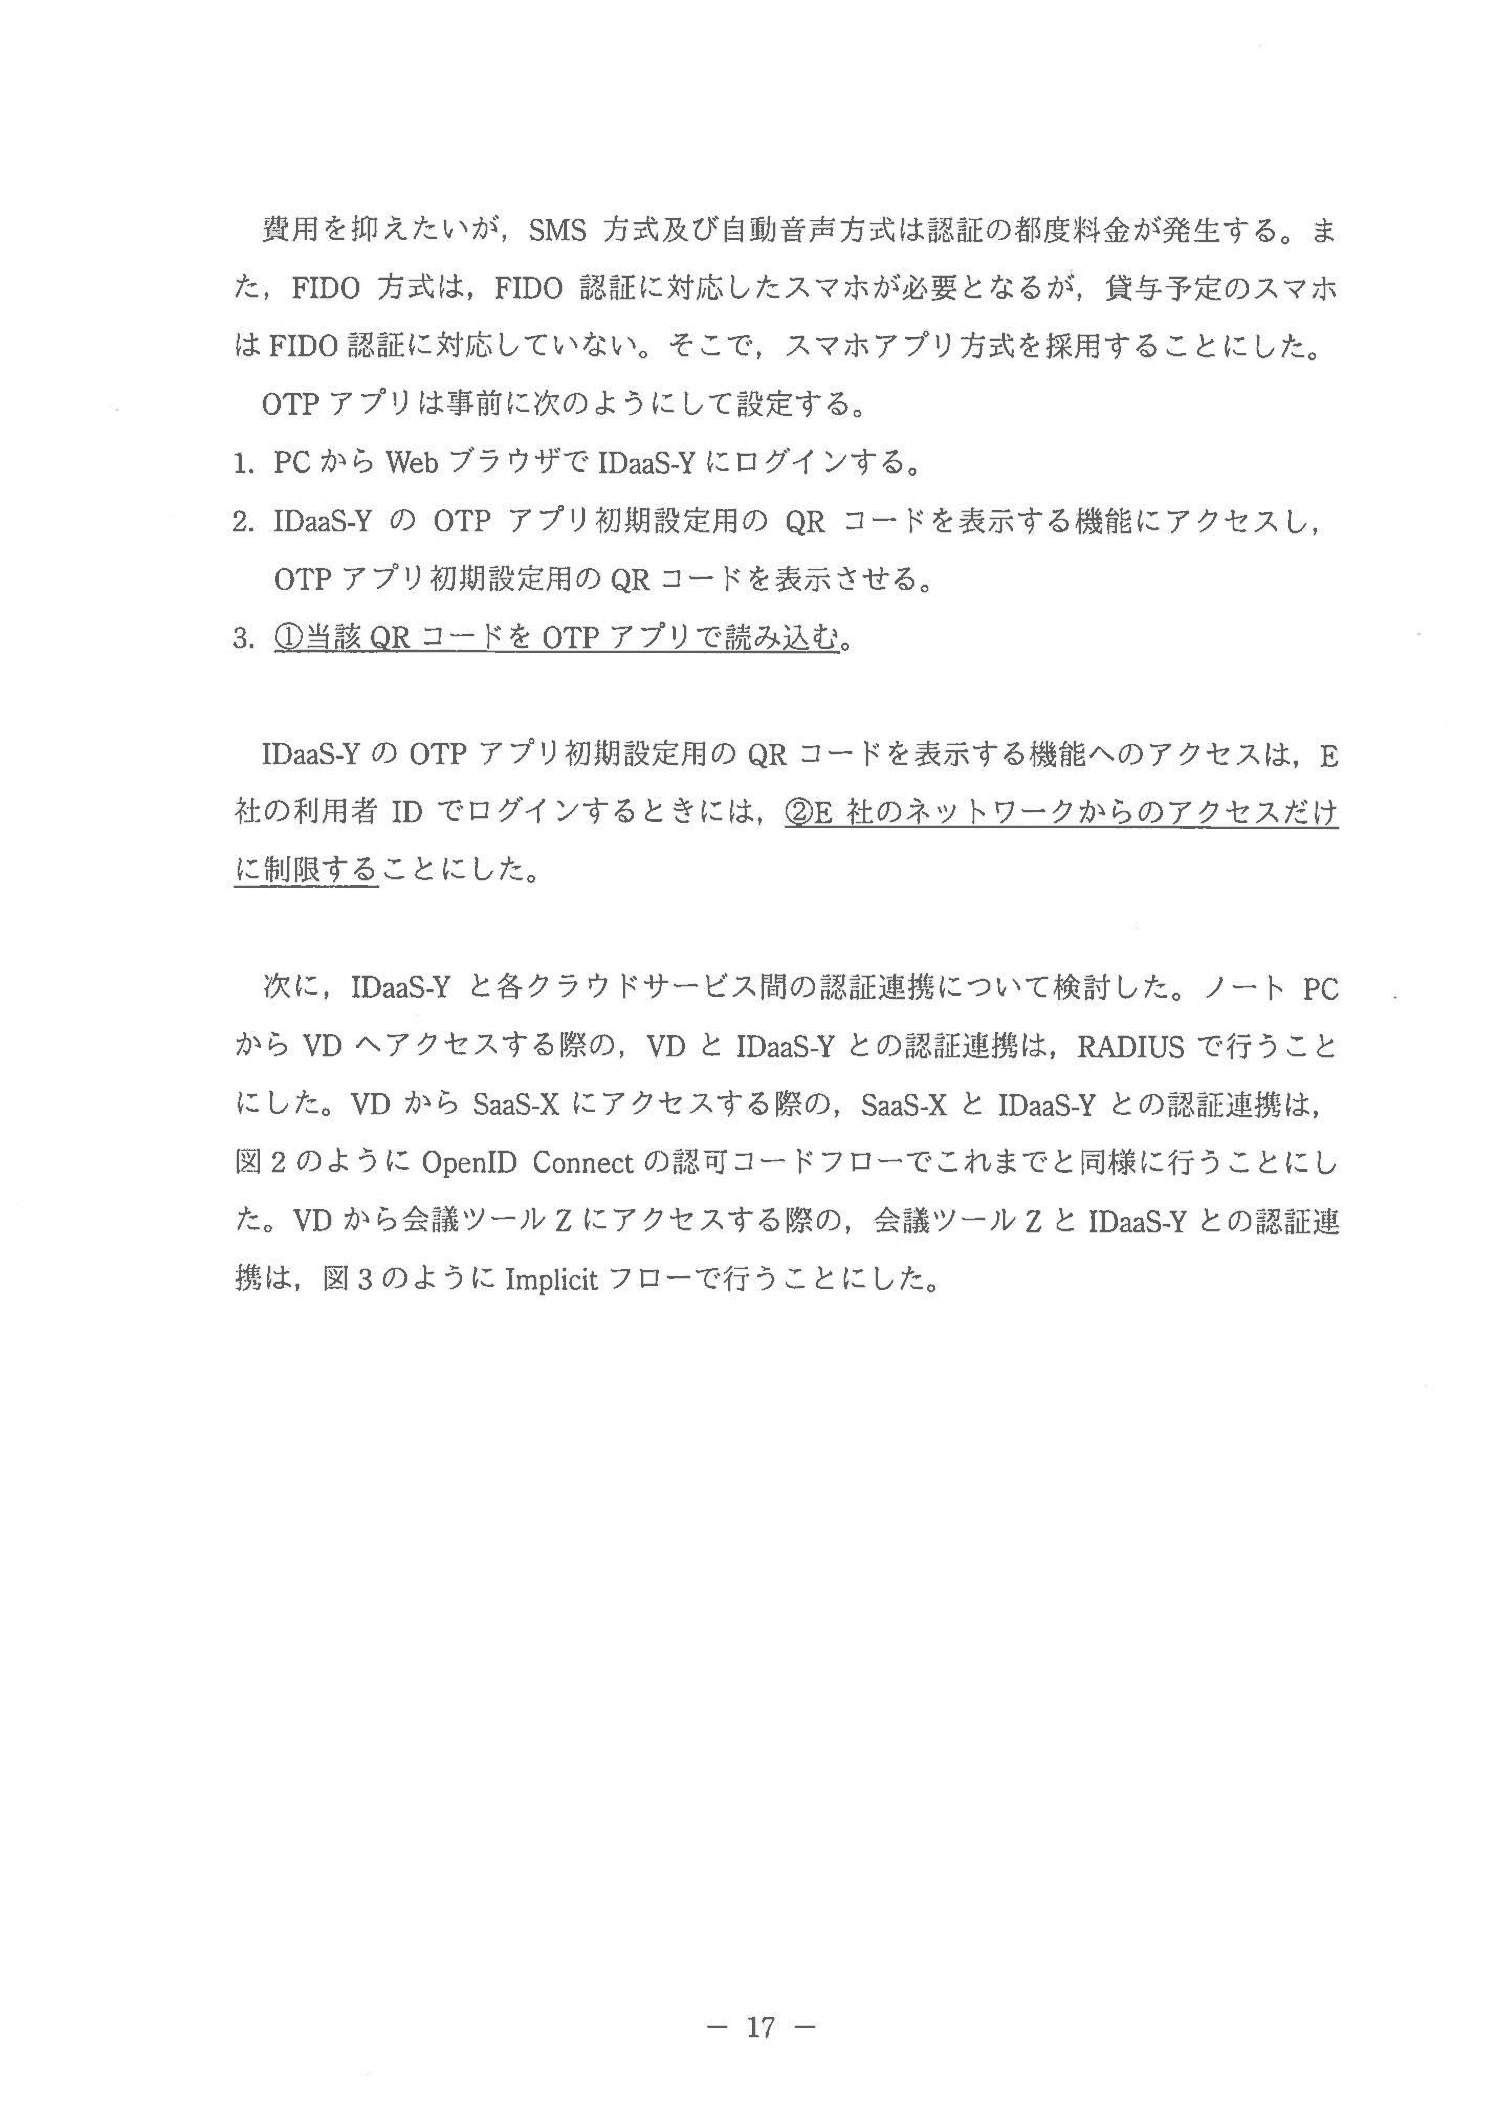 費用を抑えたいが，SMS 方式及び自動音声方式は認証の都度料金が発生する。ま
た，FIDO 方式は，FIDO 認証に対応したスマホが必要となるが，貸与予定のスマホ
は FIDO 認証に対応していない。そこで，スマホアプリ方式を採用することにした。
OTP アプリは事前に次のようにして設定する。
1. PC から Web ブラウザで IDaaS-Y にログインする。
2. IDaaS-Y の OTP アプリ初期設定用の QR コードを表示する機能にアクセスし，
OTP アプリ初期設定用の QR コードを表示させる。
3. ①当該 QR コードを OTP アプリで読み込む。
IDaaS-Y の OTP アプリ初期設定用の QR コードを表示する機能へのアクセスは，E
社の利用者 ID でログインするときには，②E 社のネットワークからのアクセスだけ
に制限することにした。
次に，IDaaS-Y と各クラウドサービス間の認証連携について検討した。ノート PC
から VD へアクセスする際の，VD と IDaaS-Y との認証連携は，RADIUS で行うこと
にした。VD から SaaS-X にアクセスする際の，SaaS-X と IDaaS-Y との認証連携は，
図 2 のように OpenID Connect の認可コードフローでこれまでと同様に行うことにし
た。VD から会議ツール Z にアクセスする際の，会議ツール Z と IDaaS-Y との認証連
携は，図 3 のように Implicit フローで行うことにした。
－ 17 －